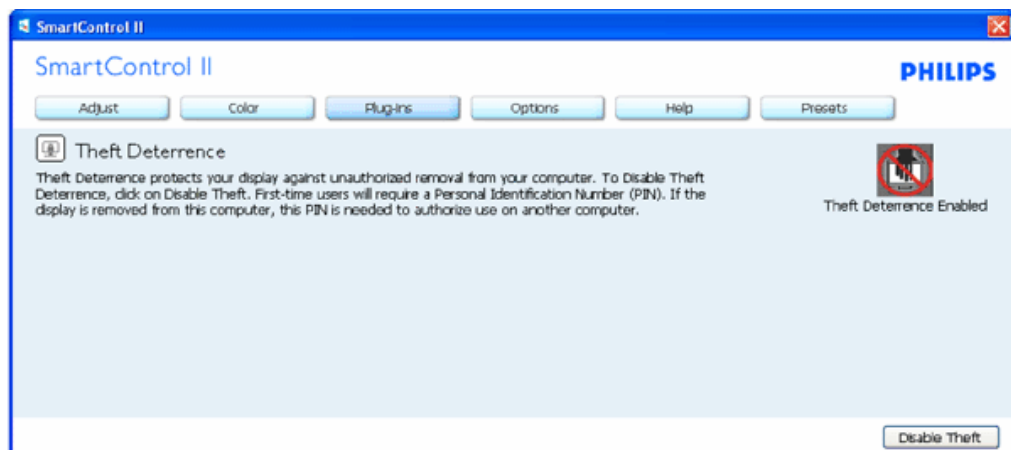 SmartControl II
SmartControl II
PHILIPS
Adjust
Color
Plug-Ins
Options
Help
Presets
Theft Deterrence
Theft Deterrence protects your display against unauthorized removal from your computer. To Disable Theft
Deterrence, click on Disable Theft. First-time users will require a Personal Identification Number (PIN). If the
display is removed from this computer, this PIN is needed to authorize use on another computer.
Theft Deterrence Enabled
Disable Theft